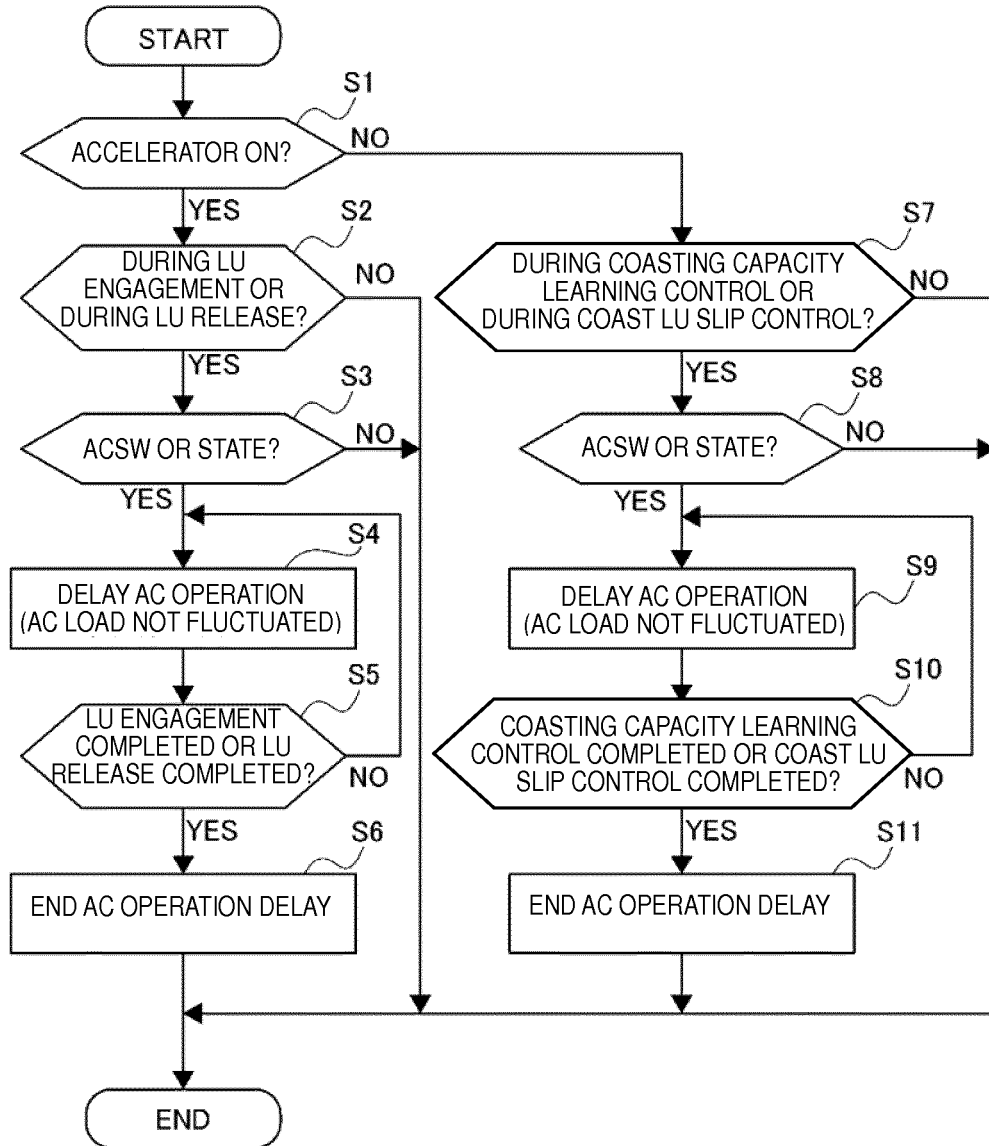 START
S1
ACCELERATOR ON?
NO
YES
S2
DURING LU
ENGAGEMENT OR
DURING LU RELEASE?
NO
YES
S3
ACSW OR STATE?
NO
YES
S4
DELAY AC OPERATION
(AC LOAD NOT FLUCTUATED)
S5
LU ENGAGEMENT
COMPLETED OR LU
RELEASE COMPLETED?
NO
YES
S6
END AC OPERATION DELAY
S7
DURING COASTING CAPACITY
LEARNING CONTROL OR
DURING COAST LU SLIP CONTROL?
NO
YES
S8
ACSW OR STATE?
NO
YES
S9
DELAY AC OPERATION
(AC LOAD NOT FLUCTUATED)
S10
COASTING CAPACITY LEARNING
CONTROL COMPLETED OR COAST LU
SLIP CONTROL COMPLETED?
NO
YES
S11
END AC OPERATION DELAY
END